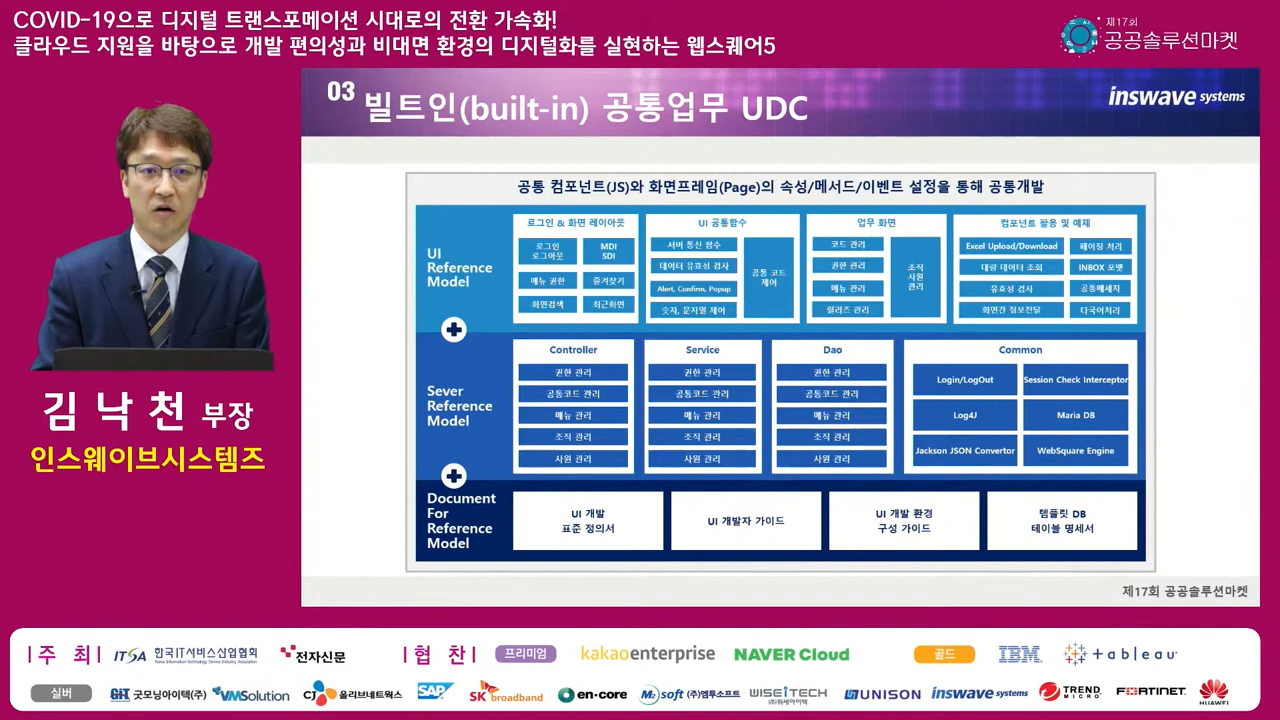 COVID-19으로 디지털 트랜스포메이션 시대로의 전환 가속화!
클라우드 지원을 바탕으로 개발 편의성과 비대면 환경의 디지털화를 실현하는 웹스퀘어5
제17회
공공솔루션마켓
03 빌트인(built-in) 공통업무 UDC
inswave systems
공통 컴포넌트(JS)와 화면프레임(Page)의 속성/메서드/이벤트 설정을 통해 공통개발
UI
Reference
Model
로그인 & 화면 레이아웃
로그인
로그아웃
MDI
SDI
메뉴 권한
즐겨찾기
화면검색
최근화면
UI 공통함수
서버 통신 함수
데이터 유효성 검사
Alert, Confirm, Popup
숫자, 문자열 제어
공통 코드
제어
업무 화면
코드 관리
권한 관리
메뉴 관리
릴리즈 관리
조직
사원
관리
컴포넌트 활용 및 예제
Excel Upload/Download
페이징 처리
대량 데이터 조회
INBOX 포맷
유효성 검사
공통메세지
화면간 정보전달
다국어처리
Sever
Reference
Model
Controller
권한 관리
공통코드 관리
메뉴 관리
조직 관리
사원 관리
Service
권한 관리
공통코드 관리
메뉴 관리
조직 관리
사원 관리
Dao
권한 관리
공통코드 관리
메뉴 관리
조직 관리
사원 관리
Common
Login/LogOut
Session Check Interceptor
Log4J
Maria DB
Jackson JSON Convertor
WebSquare Engine
Document
For
Reference
Model
UI 개발
표준 정의서
UI 개발자 가이드
UI 개발 환경
구성 가이드
템플릿 DB
테이블 명세서
제17회 공공솔루션마켓
김 낙 천 부장
인스웨이브시스템즈
주 최
ITSA 한국IT서비스산업협회
Korea Information Technology Service Industry Association
전자신문
협 찬
프리미엄
kakaoenterprise
NAVER Cloud
골드
IBM
+ableau
실버
GIT 굿모닝아이텍(주)
VMSolution
CJ 올리브네트웍스
SAP
SK broadband
en-core
M2soft (주)엠투소프트
WISEiTECH
(주)위세아이텍
UNISON
inswave systems
TREND
MICRO
FORTINET
HUAWEI